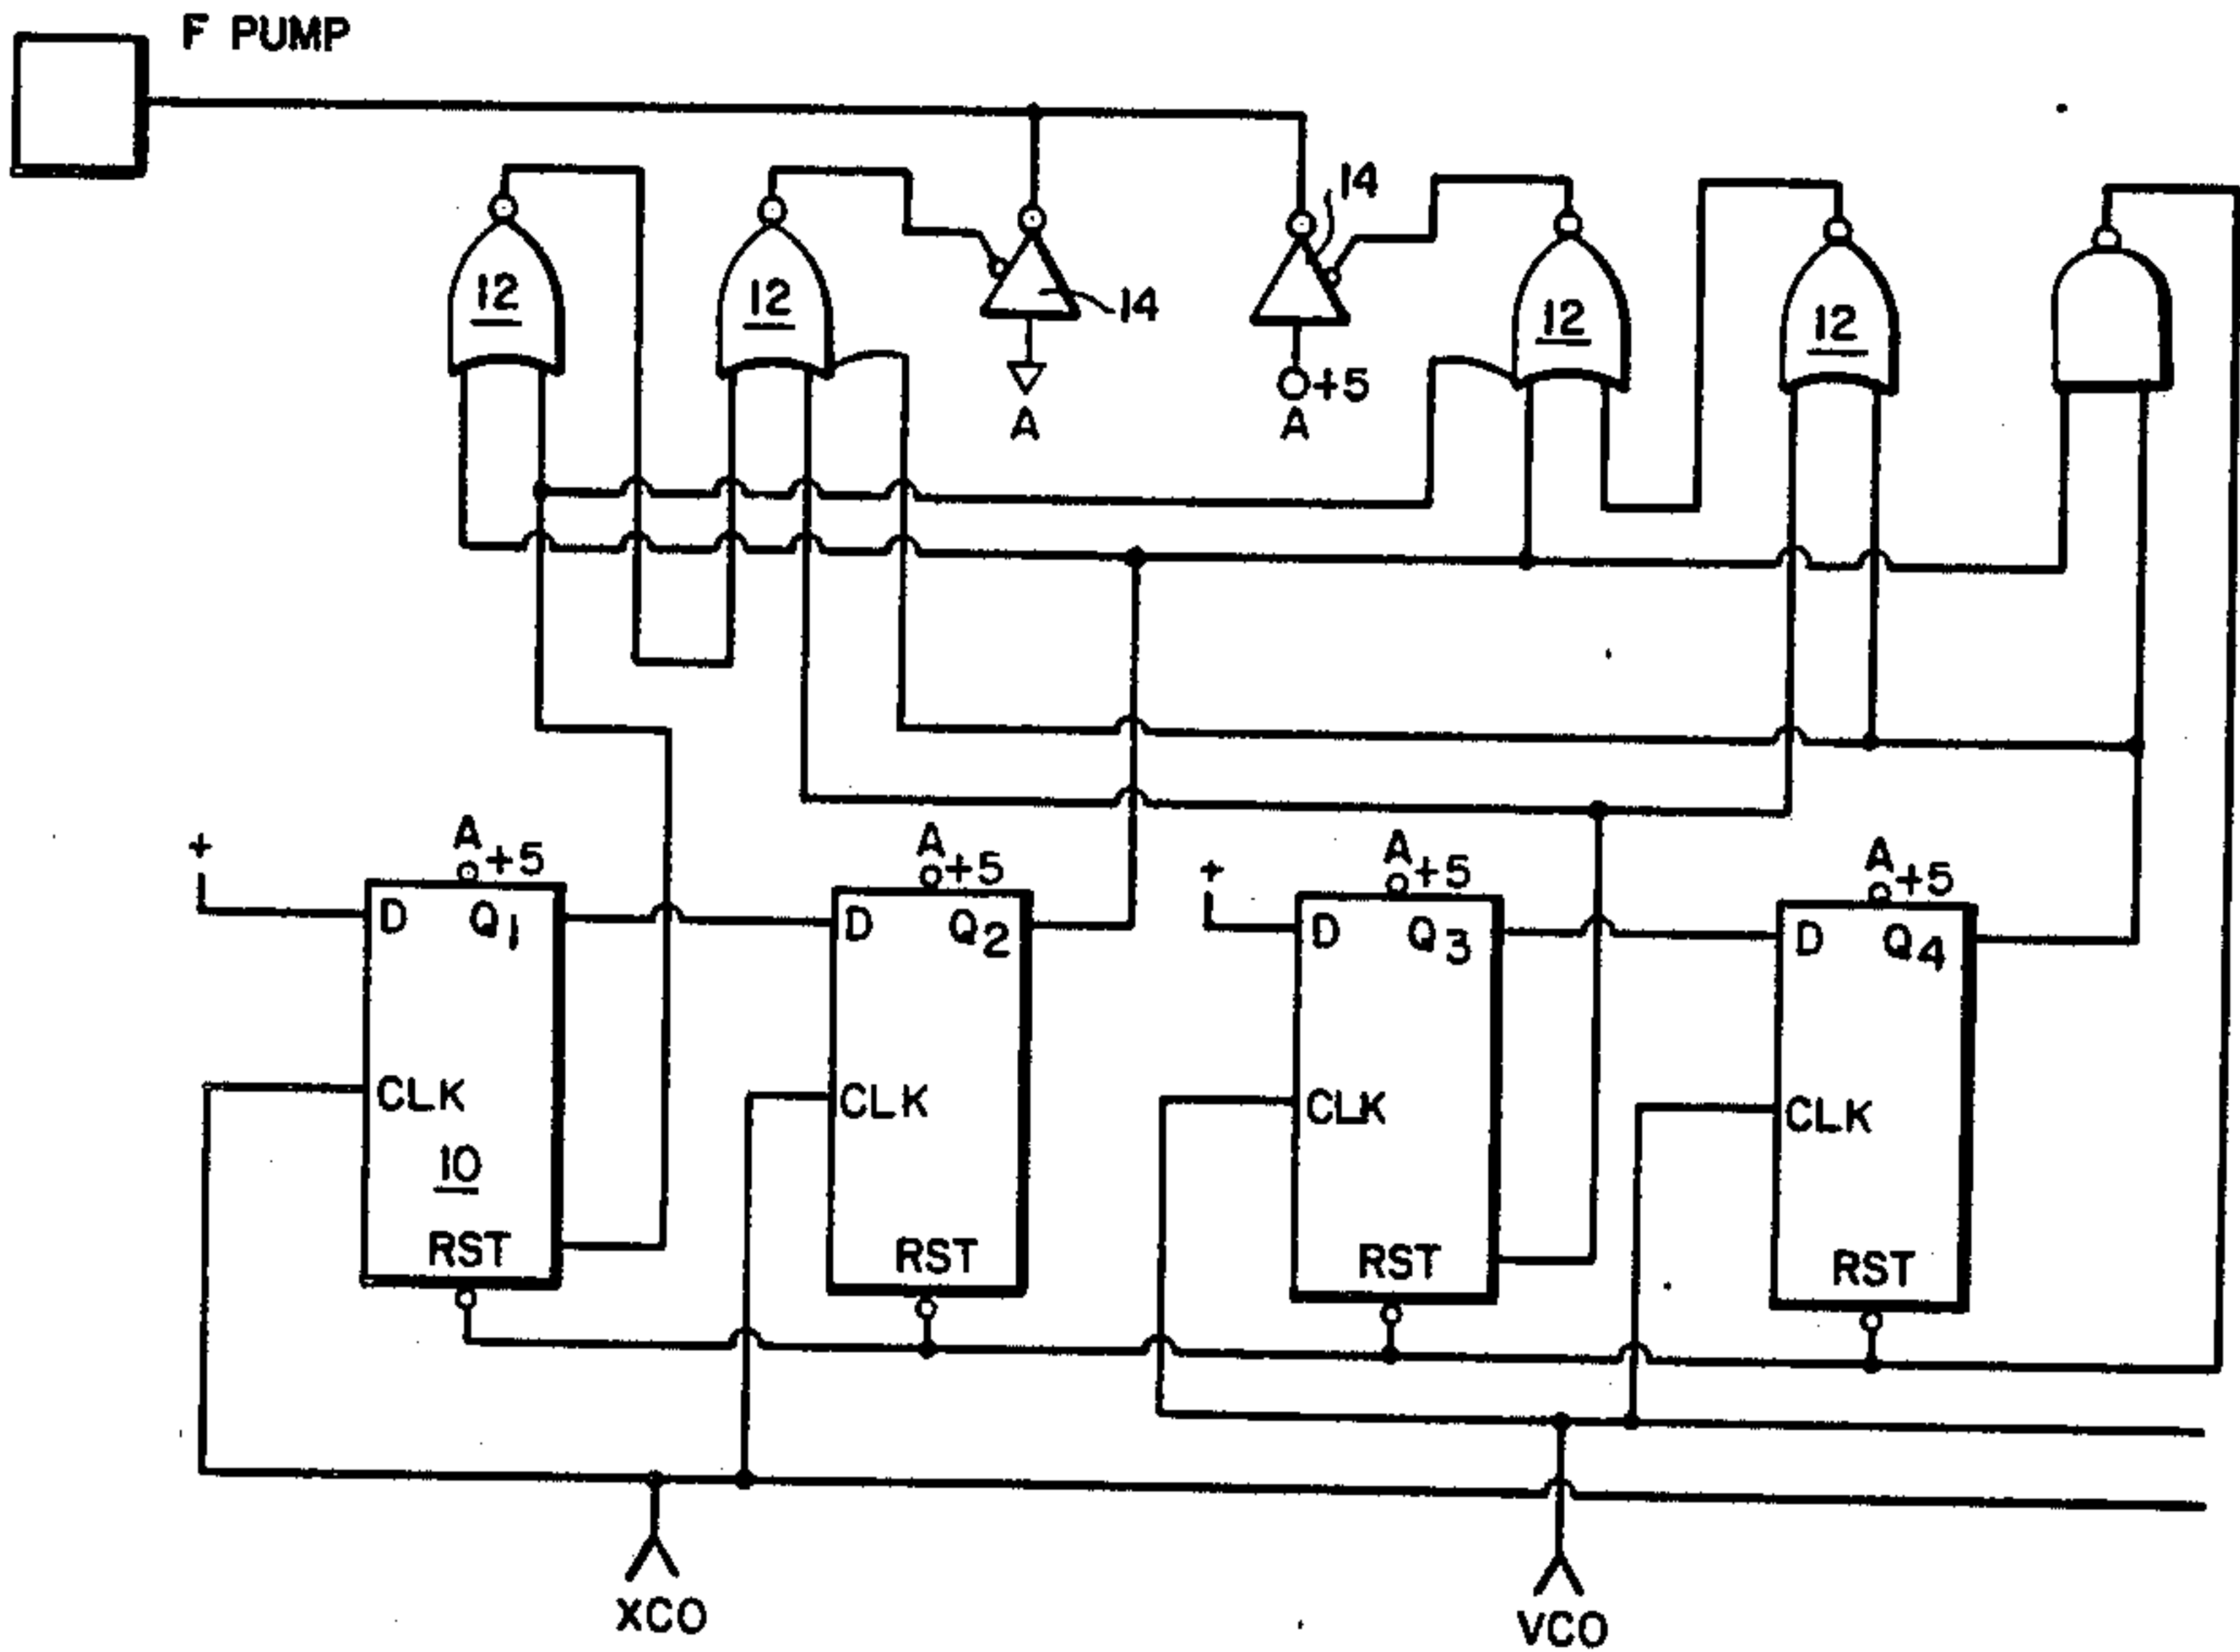 F PUMP
14
12
12
14
12
12
+5
A
A
+
A
+5
A
+5
+
A
+5
A
+5
D
Q1
D
Q2
D
Q3
D
Q4
CLK
CLK
CLK
CLK
10
RST
RST
RST
RST
XCO
VCO